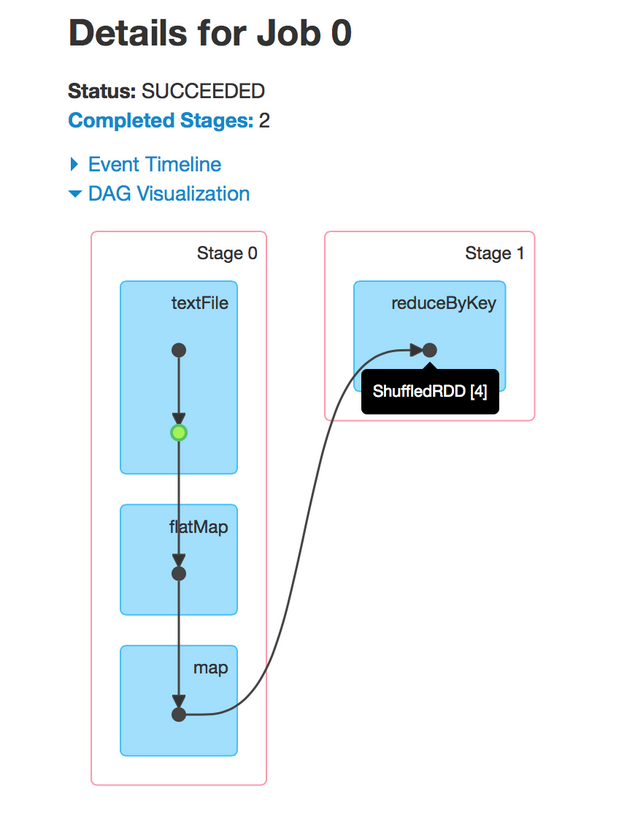 Details for Job 0
Status: SUCCEEDED
Completed Stages: 2
Event Timeline
DAG Visualization
Stage 0
textFile
flatMap
map
Stage 1
reduceByKey
ShuffledRDD [4]